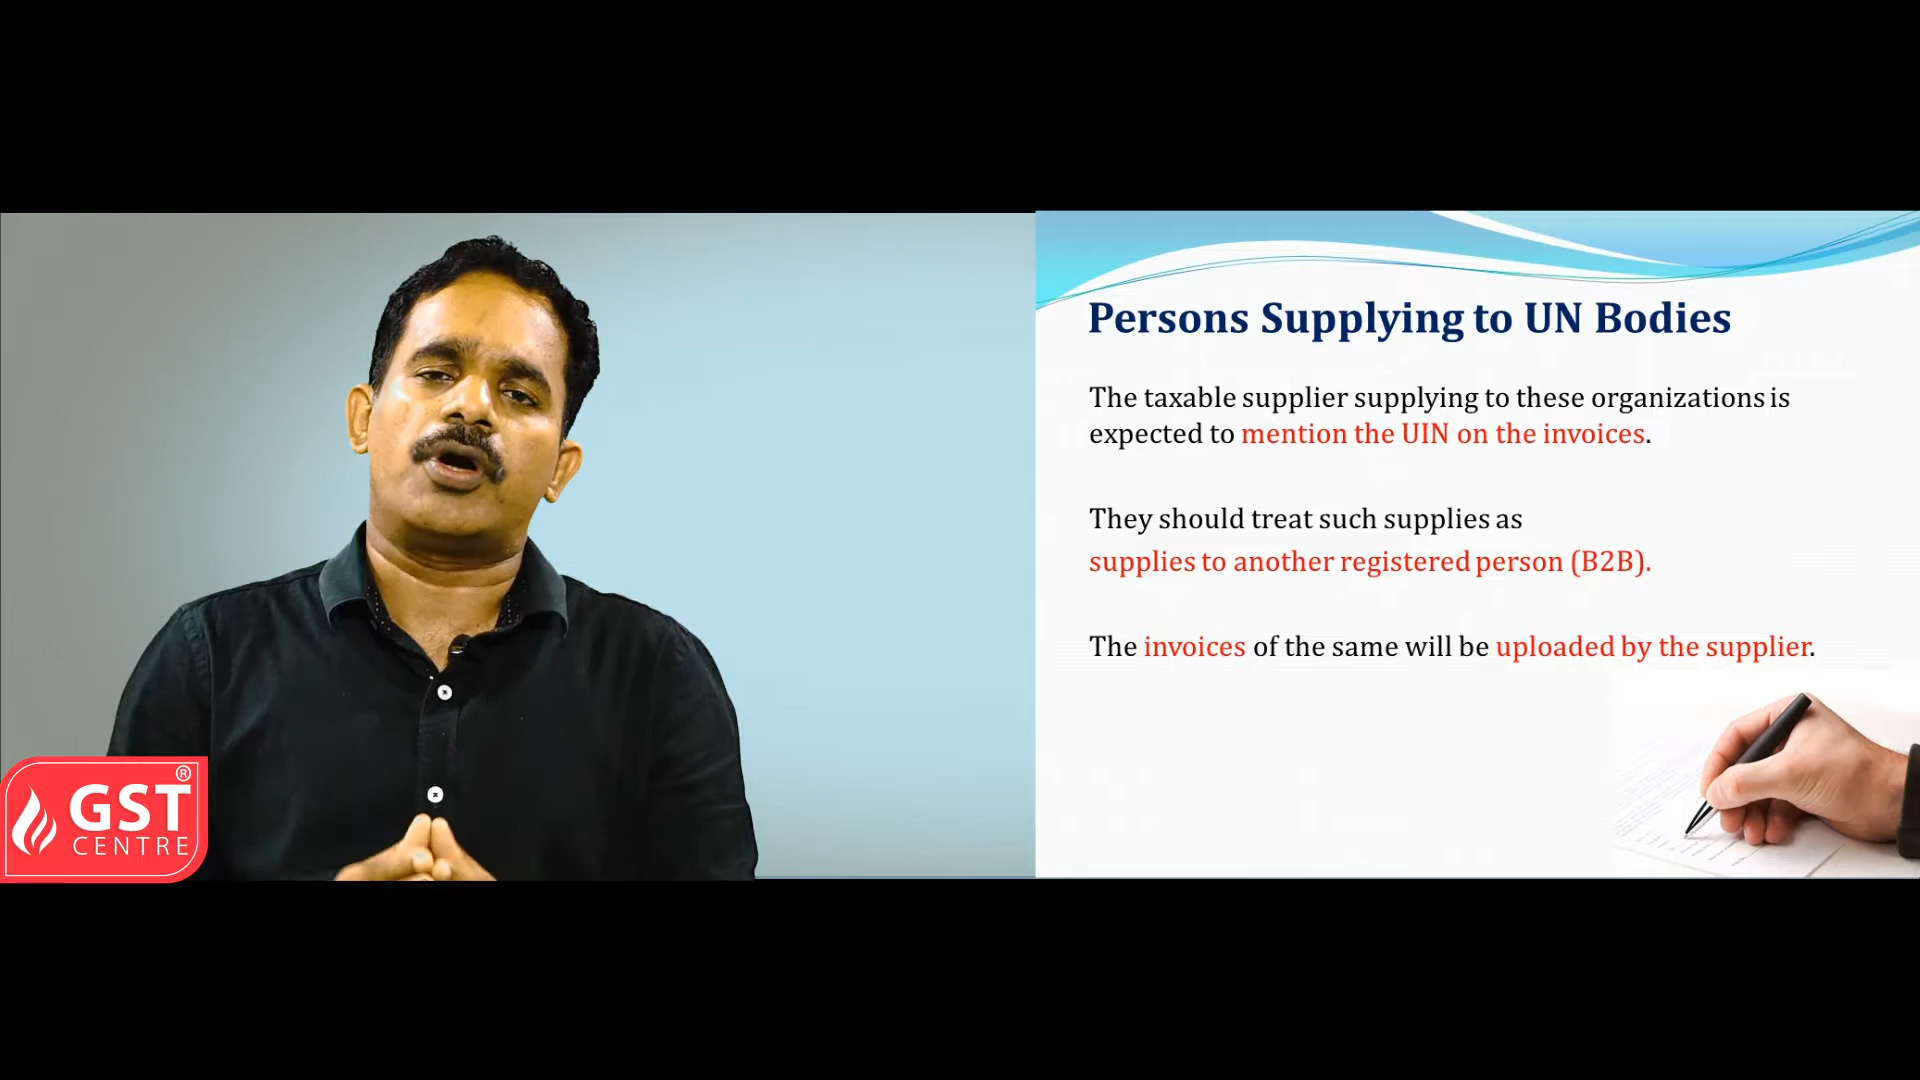 Persons Supplying to UN Bodies
The taxable supplier supplying to these organizations is
expected to mention the UIN on the invoices.
They should treat such supplies as
supplies to another registered person (B2B).
The invoices of the same will be uploaded by the supplier.
GST®
CENTRE